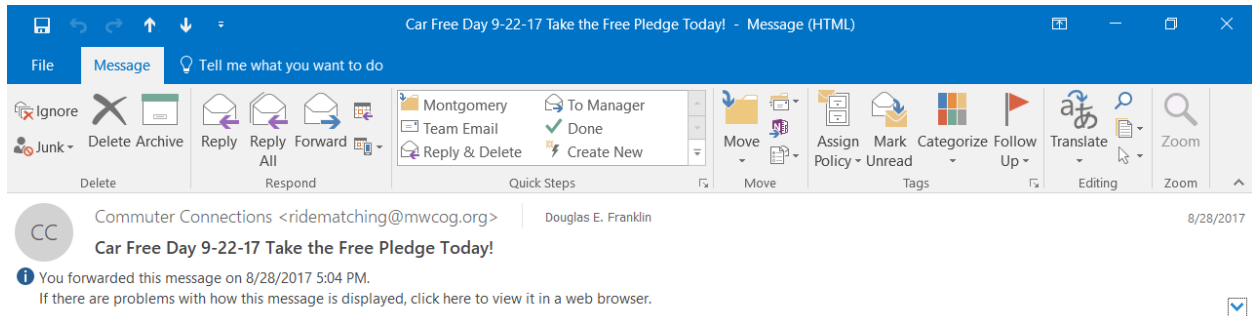 Car Free Day 9-22-17 Take the Free Pledge Today! - Message (HTML)
File Message Tell me what you want to do
Ignore
Junk
Delete Archive
Reply Reply All Forward
Montgomery To Manager
Team Email Done
Reply & Delete Create New
Move
Assign Policy Mark Unread Categorize Follow Up
Translate
Zoom
Delete Respond Quick Steps Move Tags Editing Zoom
CC
Commuter Connections <ridematching@mwcog.org> Douglas E. Franklin 8/28/2017
Car Free Day 9-22-17 Take the Free Pledge Today!
You forwarded this message on 8/28/2017 5:04 PM.
If there are problems with how this message is displayed, click here to view it in a web browser.